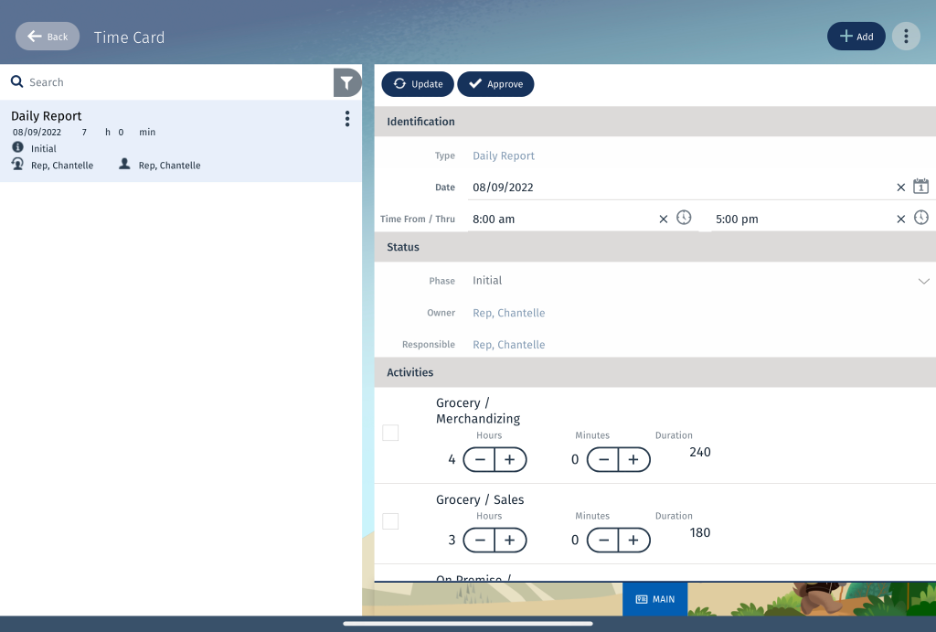 Back
Time Card
Add
Search
Daily Report
08/09/2022 7 h 0 min
Initial
Rep, Chantelle Rep, Chantelle
Update Approve
Identification
Type Daily Report
Date 08/09/2022
1
Time From / Thru 8:00 am 5:00 pm
Status
Phase Initial
Owner Rep, Chantelle
Responsible Rep, Chantelle
Activities
Grocery /
Merchandizing
Hours Minutes Duration
4 − + 0 − + 240
Grocery / Sales
Hours Minutes Duration
3 − + 0 − + 180
On Premise /
MAIN